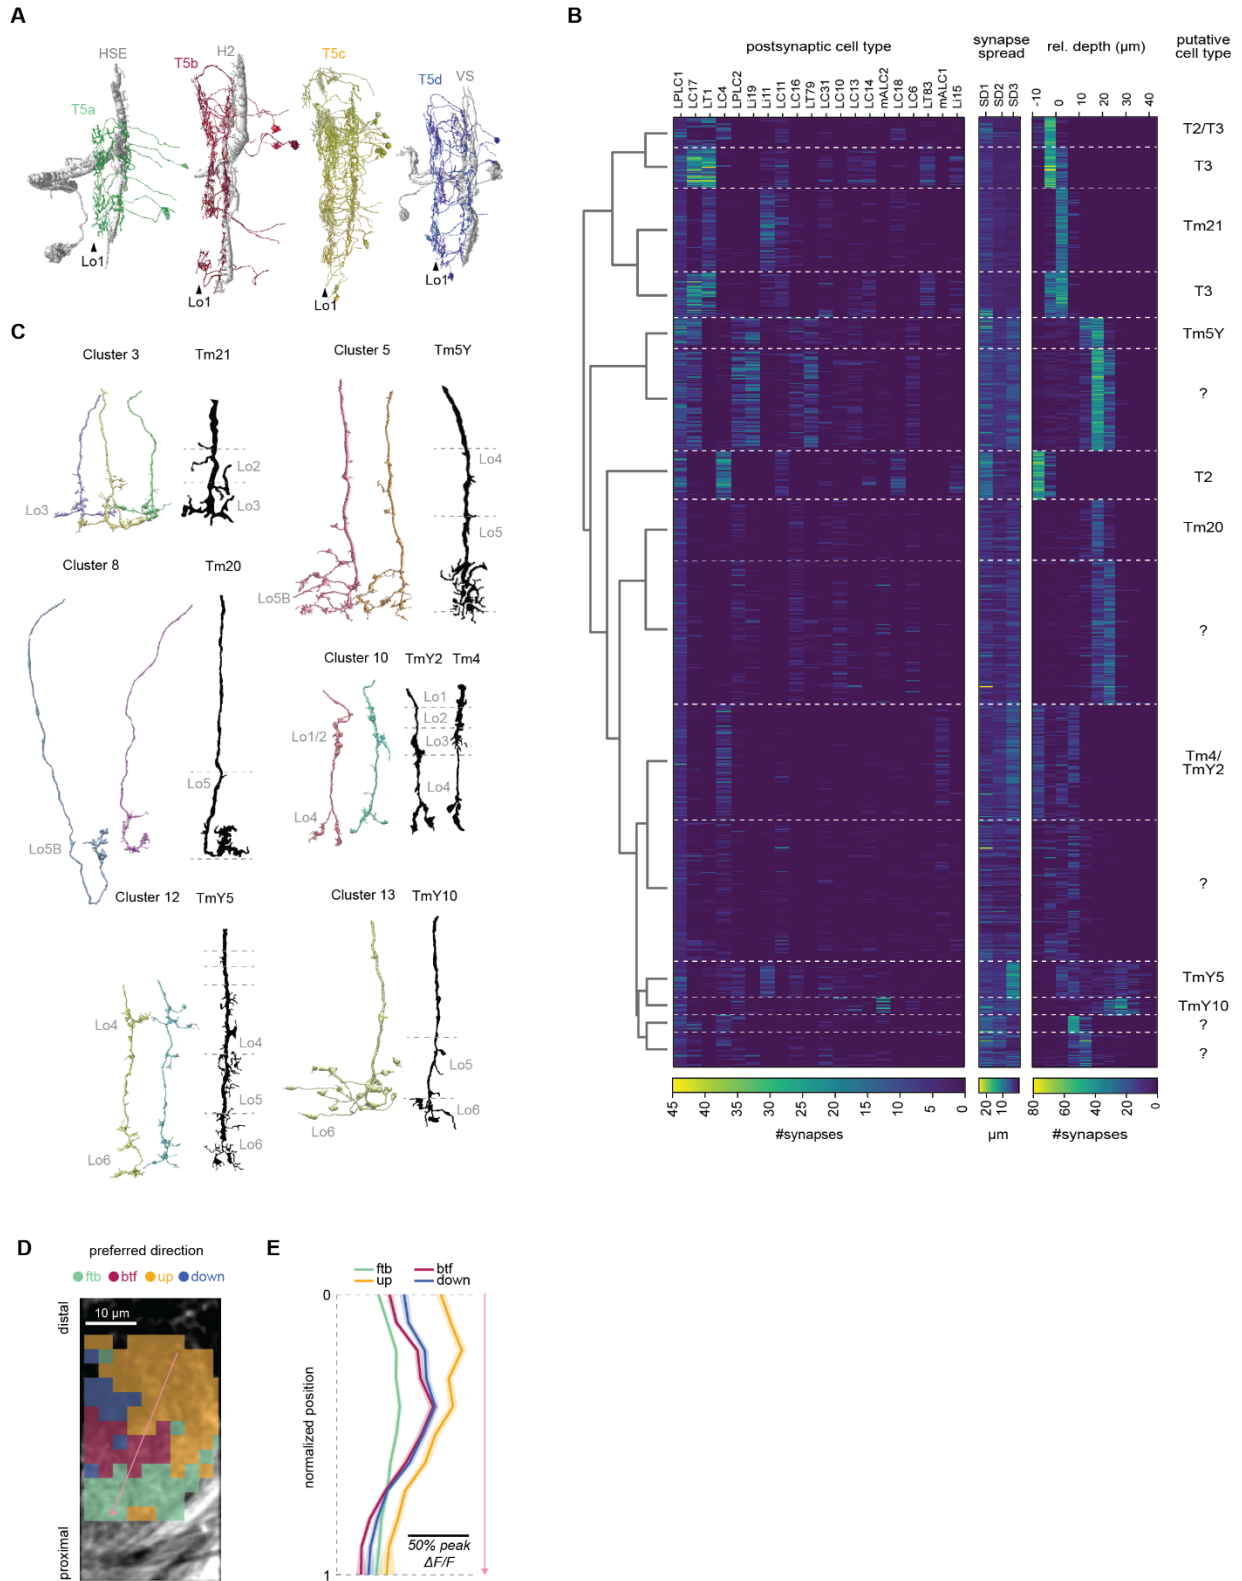 A
HSE
T5a
Lo1
T5b
H2
Lo1
T5c
Lo1
T5d
VS
Lo1
B
postsynaptic cell type
synapse
spread
rel. depth (µm)
putative
cell type
LPLC1
LC17
LT1
LC4
LPLC2
Li19
Li11
LC11
LC16
LT79
LC31
LC10
LC13
LC14
mALC2
LC18
LC6
LT83
mALC1
Li15
SD1
SD2
SD3
-10
0
10
20
30
40
T2/T3
T3
Tm21
T3
Tm5Y
?
T2
Tm20
?
Tm4/
TmY2
?
TmY5
TmY10
?
?
45
40
35
30
25
20
15
10
5
0
#synapses
20
10
µm
80
60
40
20
0
#synapses
C
Cluster 3
Tm21
Lo3
Lo2
Lo3
Cluster 5
Tm5Y
Lo5B
Lo4
Lo5
Cluster 8
Tm20
Lo5B
Lo5
Cluster 10
TmY2
Tm4
Lo1/2
Lo4
Lo1
Lo2
Lo3
Lo4
Cluster 12
TmY5
Lo4
Lo6
Lo4
Lo5
Lo6
Cluster 13
TmY10
Lo6
Lo5
Lo6
D
preferred direction
ftb btf up down
10 µm
distal
proximal
E
ftb btf
up down
0
normalized position
1
50% peak
ΔF/F